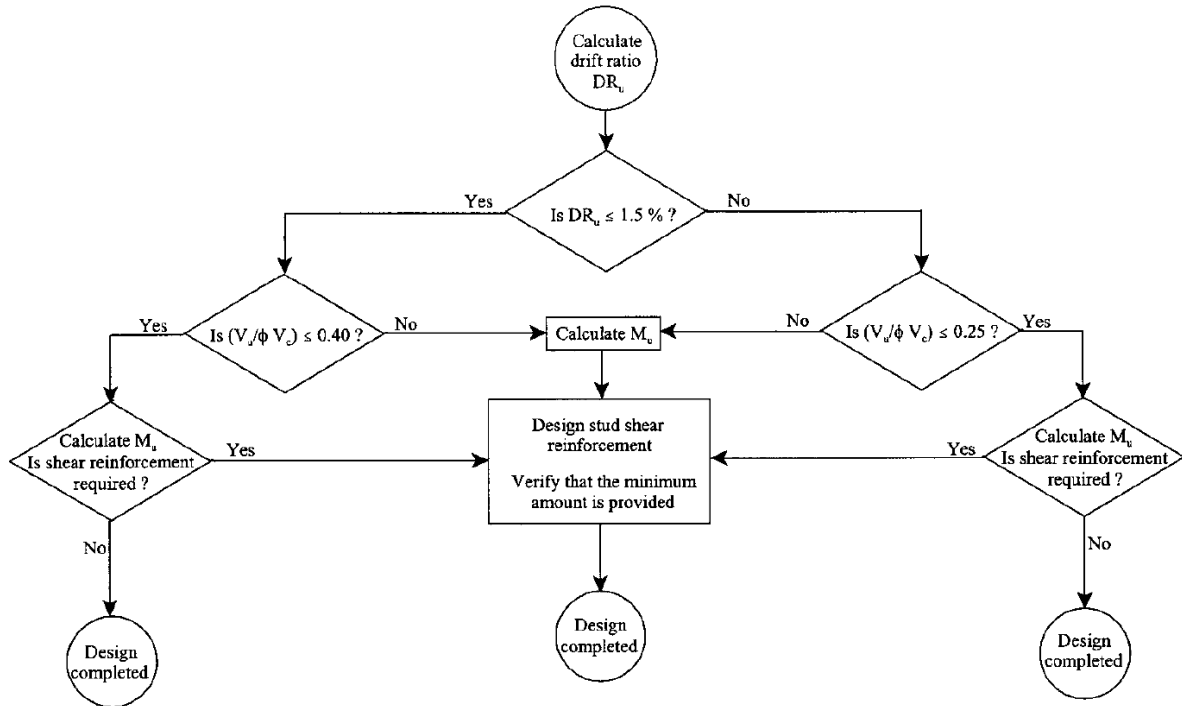 Calculate
drift ratio
DRᵤ
Yes
No
Is DRᵤ ≤ 1.5 % ?
Yes
Is (Vᵤ/ϕ V꜀) ≤ 0.40 ?
No
Calculate Mᵤ
No
Is (Vᵤ/ϕ V꜀) ≤ 0.25 ?
Yes
Calculate Mᵤ
Is shear reinforcement
required ?
Yes
Design stud shear
reinforcement
Verify that the minimum
amount is provided
Yes
Calculate Mᵤ
Is shear reinforcement
required ?
No
No
Design
completed
Design
completed
Design
completed